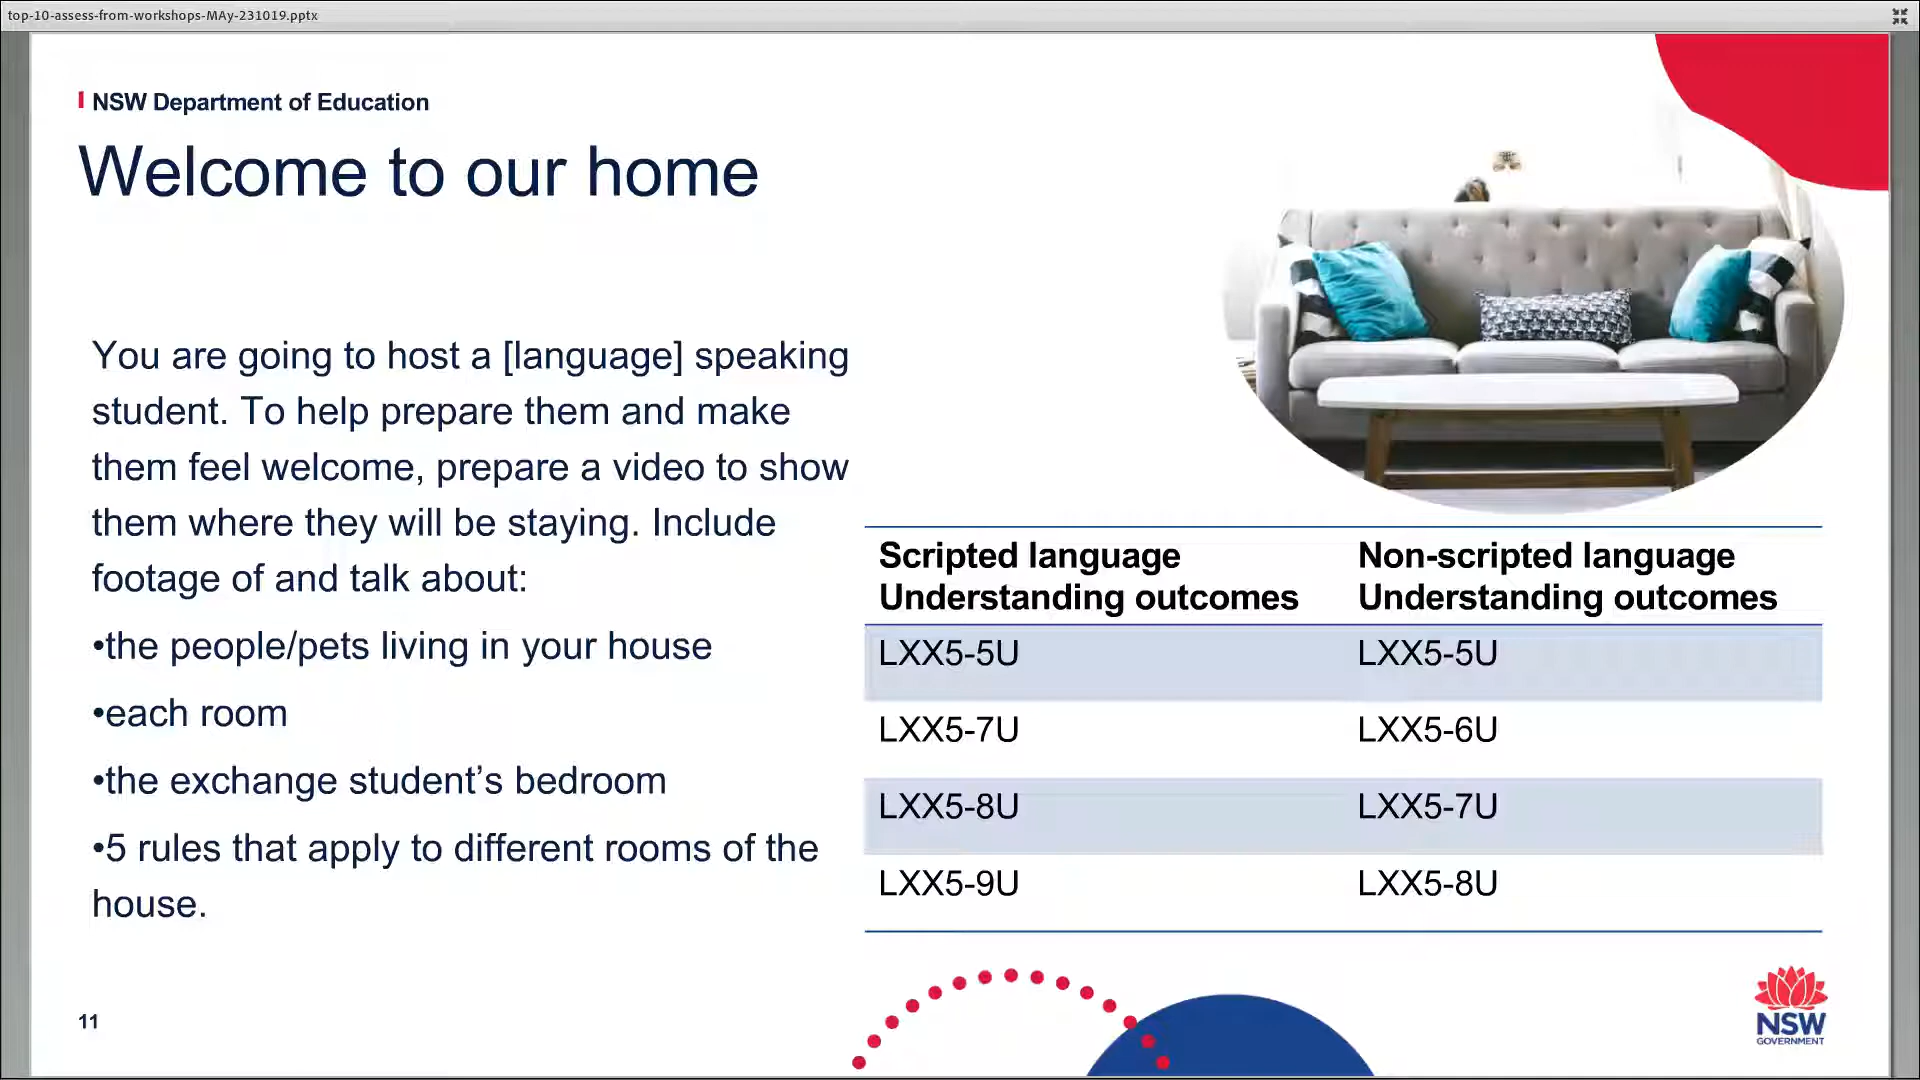 top-10-assess-from-workshops-MAy-231019.pptx
NSW Department of Education
Welcome to our home
You are going to host a [language] speaking
student. To help prepare them and make
them feel welcome, prepare a video to show
them where they will be staying. Include
footage of and talk about:
•the people/pets living in your house
•each room
•the exchange student’s bedroom
•5 rules that apply to different rooms of the
house.
Scripted language Non-scripted language
Understanding outcomes Understanding outcomes
LXX5-5U LXX5-5U
LXX5-7U LXX5-6U
LXX5-8U LXX5-7U
LXX5-9U LXX5-8U
11
NSW
GOVERNMENT